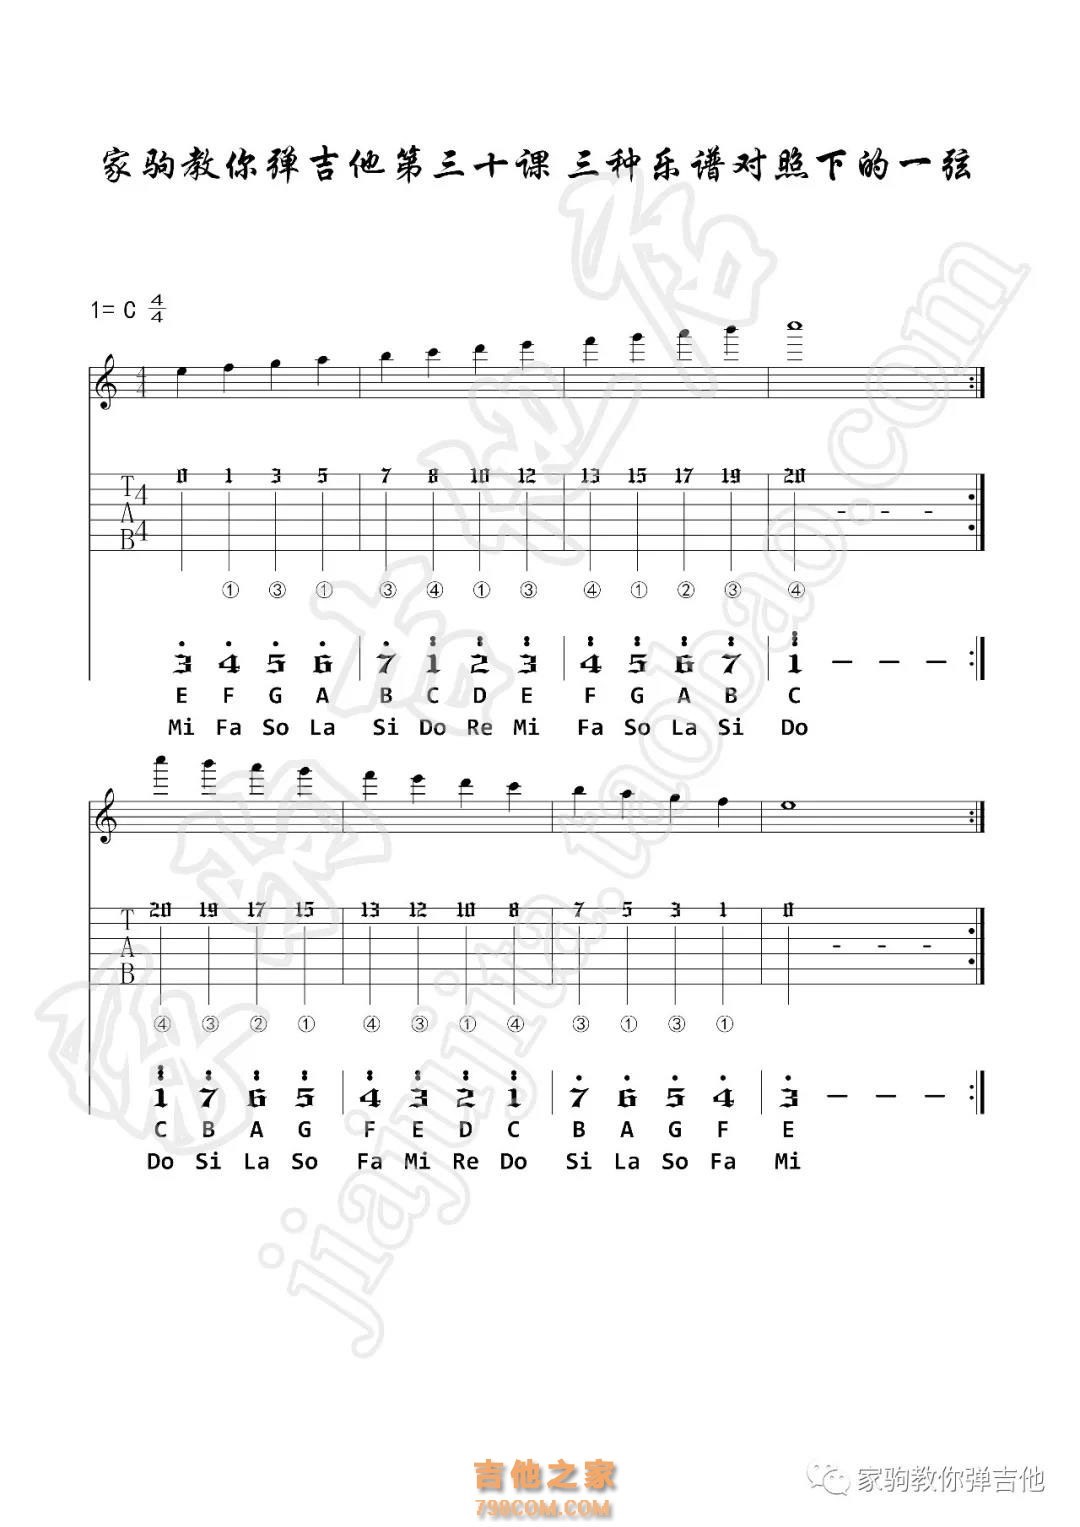 家驹教你弹吉他第三十课 三种乐谱对照下的一弦
1= C 4/4
4 4
T A B 4 4
0 1 3 5 7 8 10 12 13 15 17 19 20 - - -
① ③ ① ③ ④ ① ③ ④ ① ② ③ ④
3 4 5 6 7 1 2 3 4 5 6 7 1 — — —
E F G A B C D E F G A B C
Mi Fa So La Si Do Re Mi Fa So La Si Do
T A B
20 19 17 15 13 12 10 8 7 5 3 1 0 - - -
④ ③ ② ① ④ ③ ① ④ ③ ① ③ ①
1 7 6 5 4 3 2 1 7 6 5 4 3 — — —
C B A G F E D C B A G F E
Do Si La So Fa Mi Re Do Si La So Fa Mi
jiajujita.taobao.com
吉他之家
798COM.COM
家驹教你弹吉他